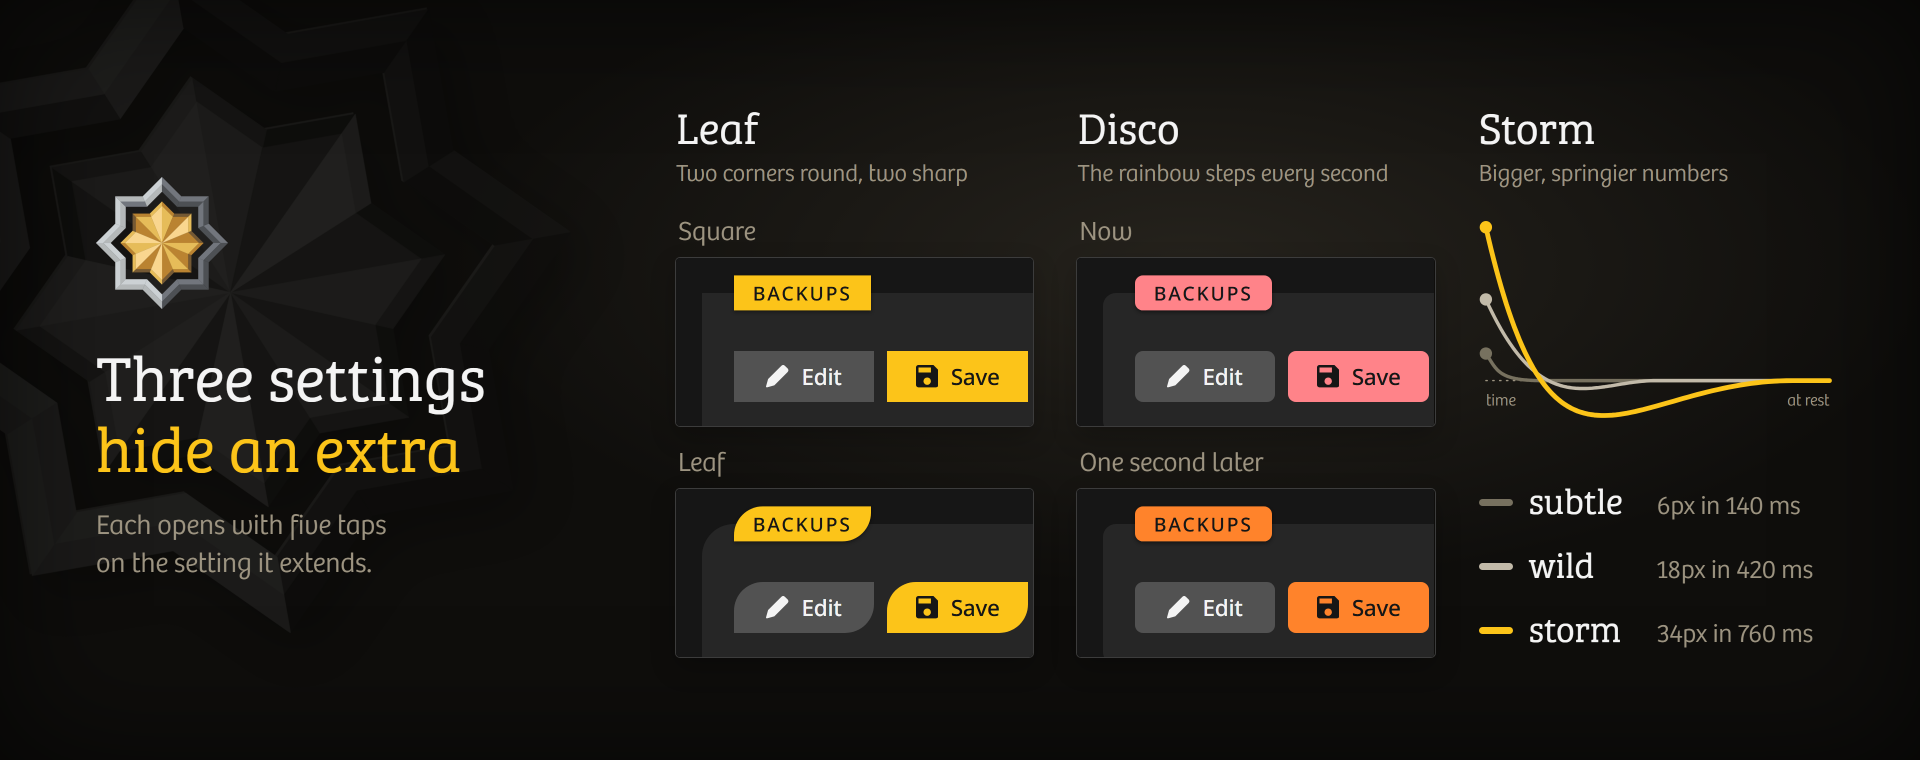 Three settings
hide an extra
Each opens with five taps
on the setting it extends.
Leaf
Two corners round, two sharp
Square
BACKUPS
Edit
Save
Leaf
BACKUPS
Edit
Save
Disco
The rainbow steps every second
Now
BACKUPS
Edit
Save
One second later
BACKUPS
Edit
Save
Storm
Bigger, springier numbers
time
at rest
subtle 6px in 140 ms
wild 18px in 420 ms
storm 34px in 760 ms